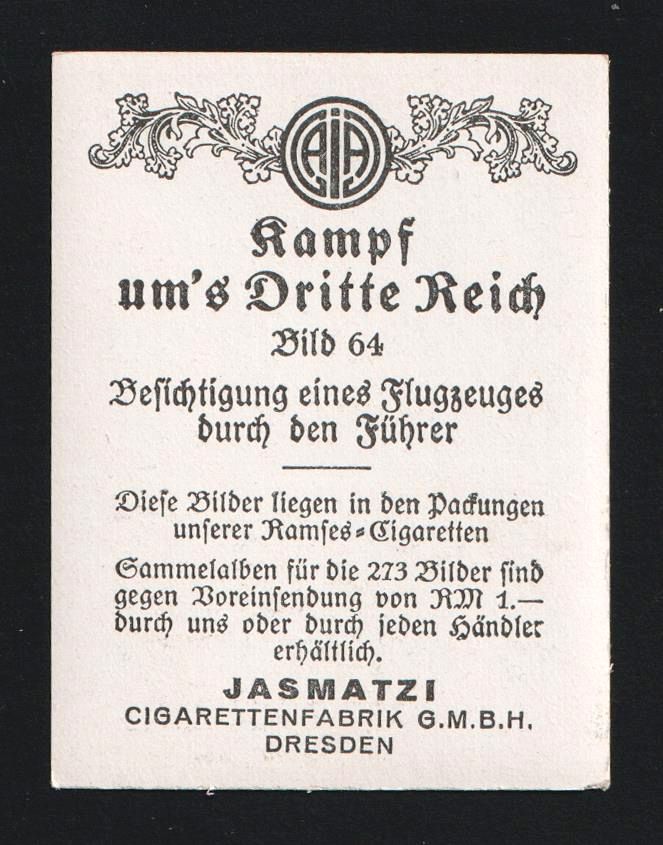 Kampf
um's Dritte Reich
Bild 64
Besichtigung eines Flugzeuges
durch den Führer
Diese Bilder liegen in den Packungen
unserer Ramses-Cigaretten
Sammelalben für die 273 Bilder sind
gegen Voreinsendung von RM 1.—
durch uns oder durch jeden Händler
erhältlich.
JASMATZI
CIGARETTENFABRIK G.M.B.H.
DRESDEN